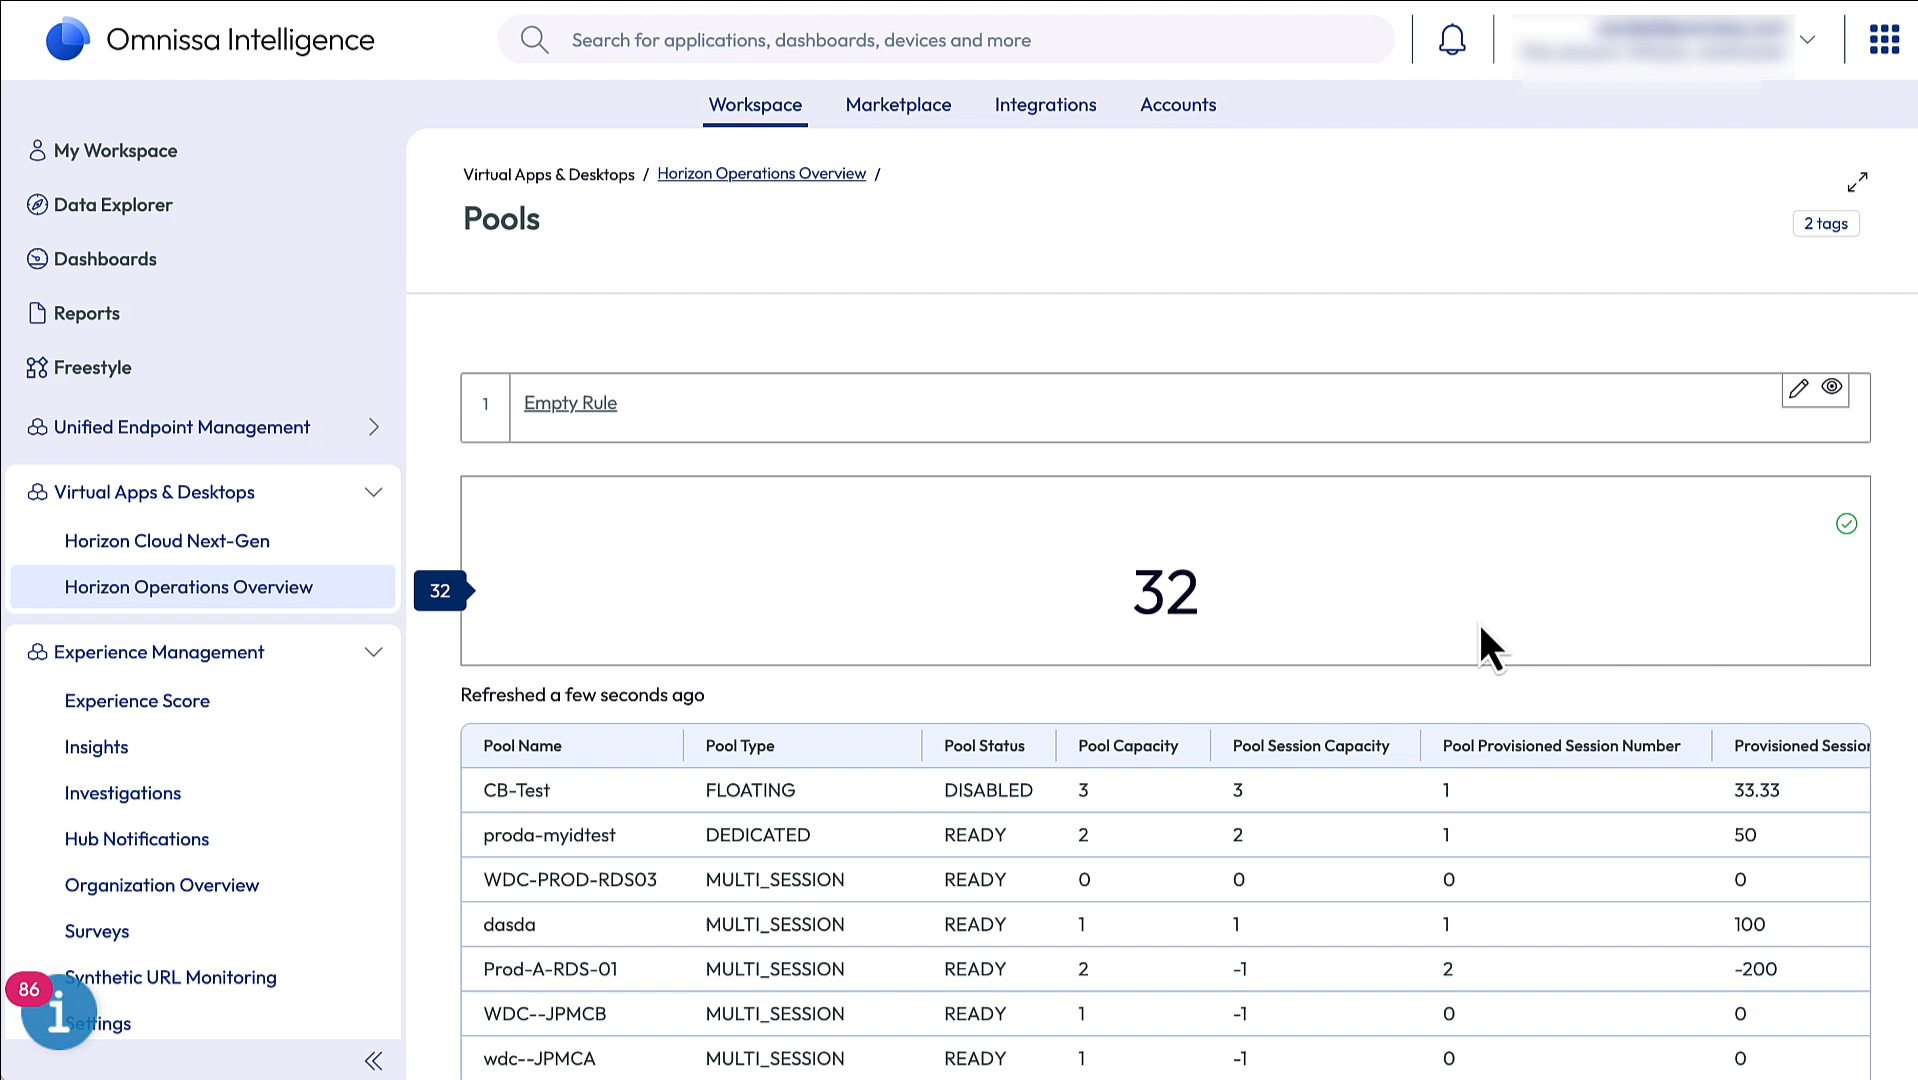 Omnissa Intelligence
Search for applications, dashboards, devices and more
Workspace Marketplace Integrations Accounts
My Workspace
Data Explorer
Dashboards
Reports
Freestyle
Unified Endpoint Management
Virtual Apps & Desktops
Horizon Cloud Next-Gen
Horizon Operations Overview
Experience Management
Experience Score
Insights
Investigations
Hub Notifications
Organization Overview
Surveys
Synthetic URL Monitoring
Settings
86
i
Virtual Apps & Desktops / Horizon Operations Overview /
Pools
2 tags
1 Empty Rule
32
32
Refreshed a few seconds ago
Pool Name Pool Type Pool Status Pool Capacity Pool Session Capacity Pool Provisioned Session Number Provisioned Session
CB-Test FLOATING DISABLED 3 3 1 33.33
proda-myidtest DEDICATED READY 2 2 1 50
WDC-PROD-RDS03 MULTI_SESSION READY 0 0 0 0
dasda MULTI_SESSION READY 1 1 1 100
Prod-A-RDS-01 MULTI_SESSION READY 2 -1 2 -200
WDC--JPMCB MULTI_SESSION READY 1 -1 0 0
wdc--JPMCA MULTI_SESSION READY 1 -1 0 0